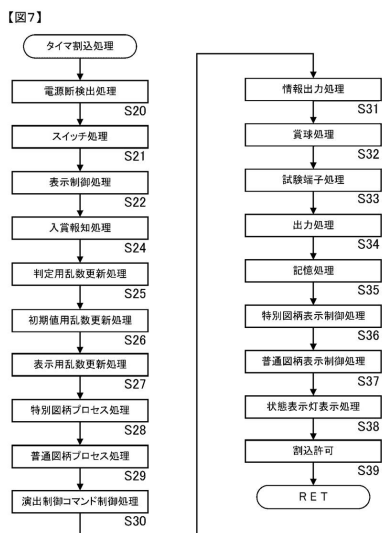 【図7】
タイマ割込処理
電源断検出処理
S20
スイッチ処理
S21
表示制御処理
S22
入賞報知処理
S24
判定用乱数更新処理
S25
初期値用乱数更新処理
S26
表示用乱数更新処理
S27
特別図柄プロセス処理
S28
普通図柄プロセス処理
S29
演出制御コマンド制御処理
S30
情報出力処理
S31
賞球処理
S32
試験端子処理
S33
出力処理
S34
記憶処理
S35
特別図柄表示制御処理
S36
普通図柄表示制御処理
S37
状態表示灯表示処理
S38
割込許可
S39
RET